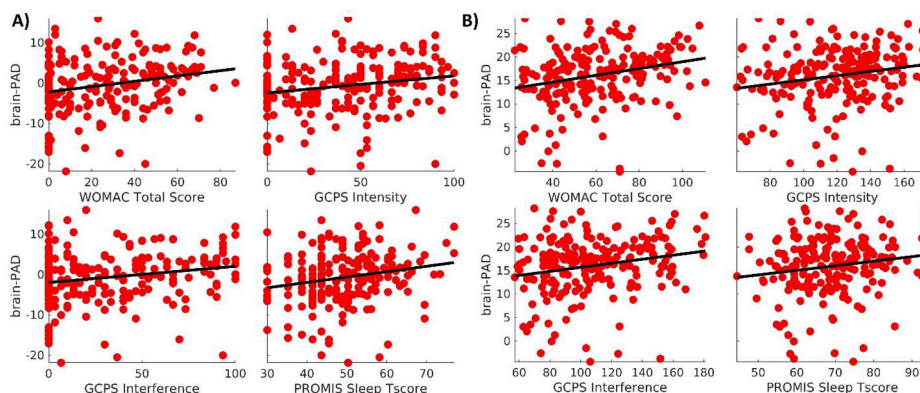 A)
brain-PAD
10
0
-10
-20
0 20 40 60 80
WOMAC Total Score
0 50 100
GCPS Intensity
brain-PAD
10
0
-10
-20
0 50 100
GCPS Interference
30 40 50 60 70
PROMIS Sleep Tscore
B)
brain-PAD
25
20
15
10
5
0
40 60 80 100
WOMAC Total Score
80 100 120 140 160
GCPS Intensity
brain-PAD
25
20
15
10
5
0
60 80 100 120 140 160 180
GCPS Interference
50 60 70 80 90
PROMIS Sleep Tscore